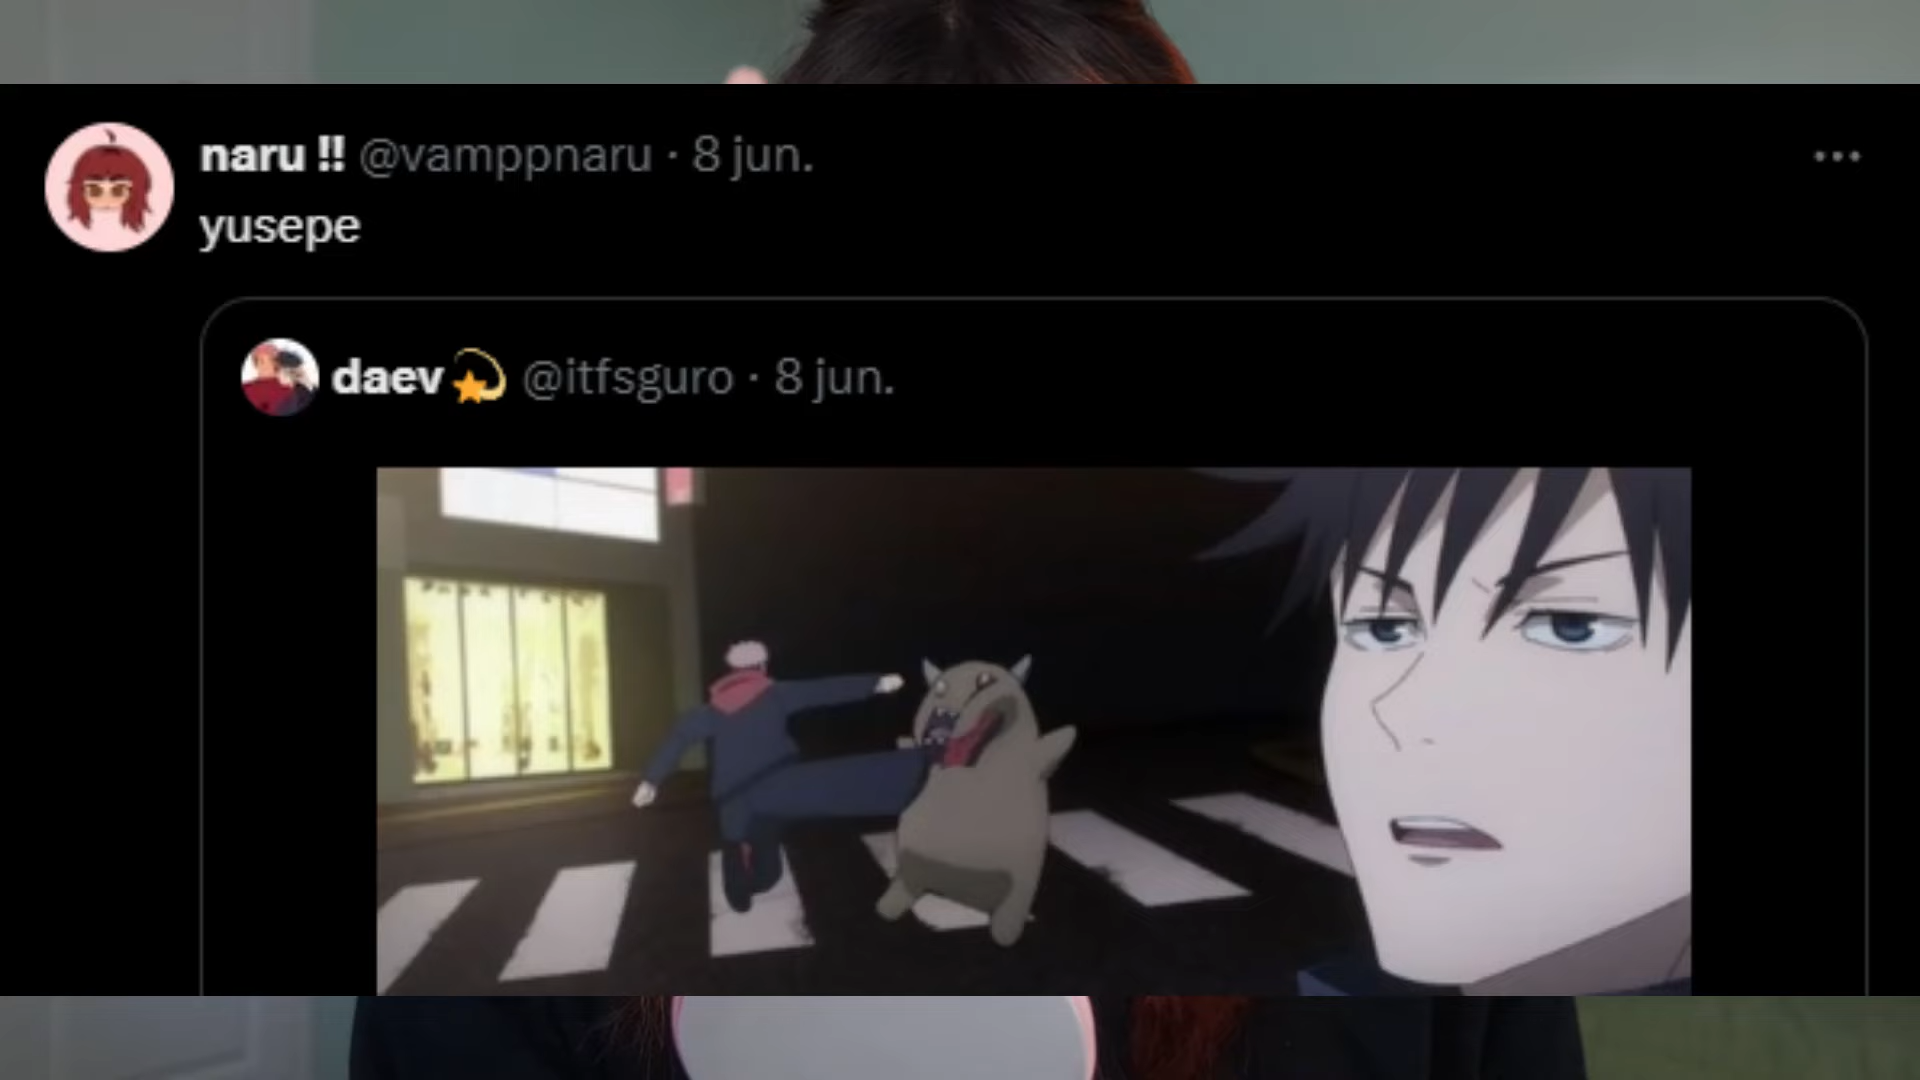 naru !! @vamppnaru · 8 jun.
yusepe
daev💫 @itfsguro · 8 jun.